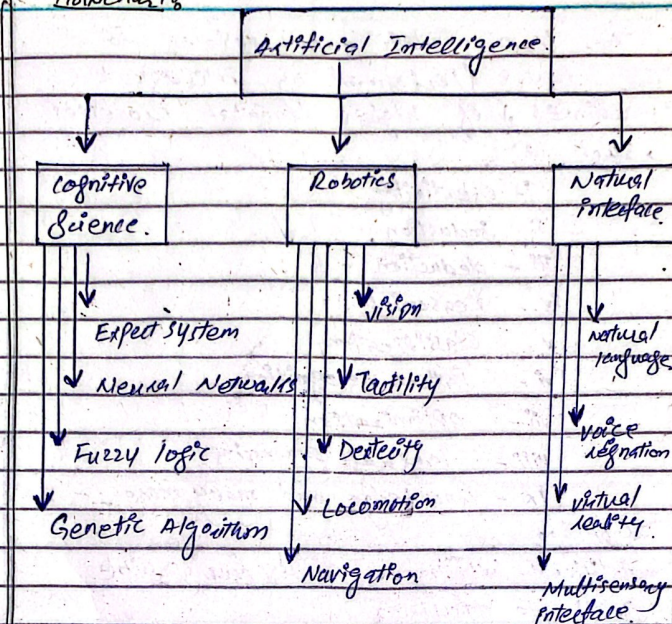 Artificial Intelligence.
Cognitive
Science.
Robotics
Natural
interface
Expert system
Neural Networks
Fuzzy logic
Genetic Algorithm
Vision
Tactility
Dexterity
Locomotion
Navigation
Natural
language
Voice
virtual
reality.
Multisensory
interface.